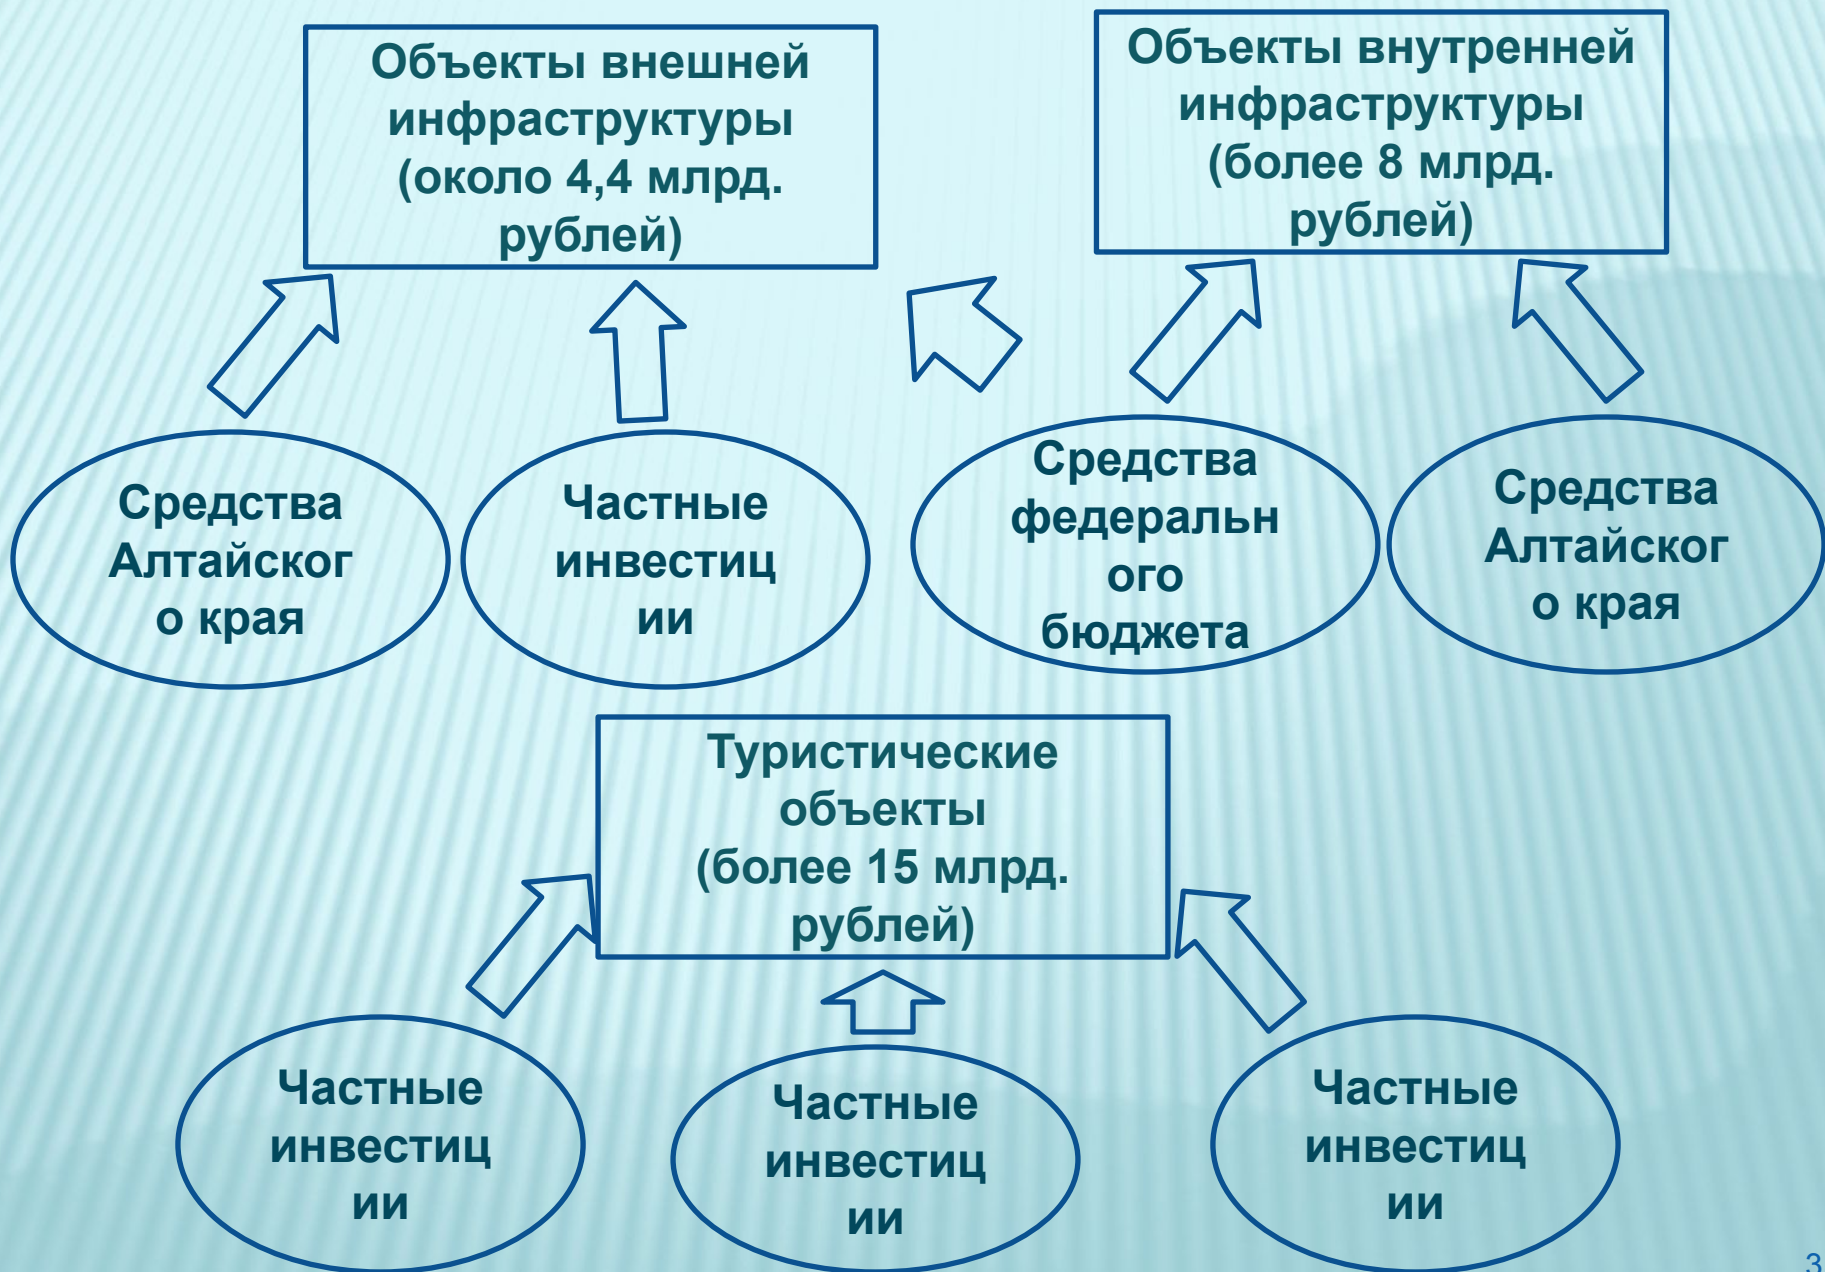 Объекты внешней
инфраструктуры
(около 4,4 млрд.
рублей)
Объекты внутренней
инфраструктуры
(более 8 млрд.
рублей)
Средства
Алтайског
о края
Частные
инвестиц
ии
Средства
федеральн
ого
бюджета
Средства
Алтайског
о края
Туристические
объекты
(более 15 млрд.
рублей)
Частные
инвестиц
ии
Частные
инвестиц
ии
Частные
инвестиц
ии
3